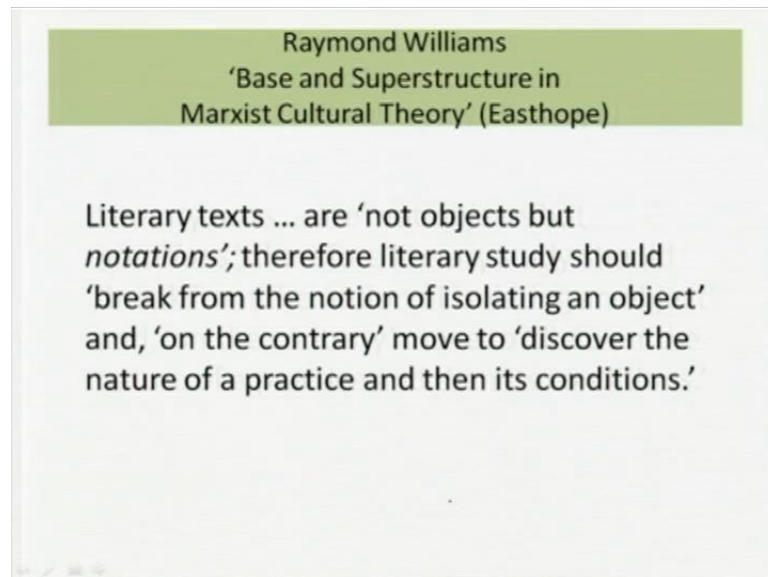 Raymond Williams
‘Base and Superstructure in
Marxist Cultural Theory’ (Easthope)
Literary texts ... are ‘not objects but
notations’; therefore literary study should
‘break from the notion of isolating an object’
and, ‘on the contrary’ move to ‘discover the
nature of a practice and then its conditions.’